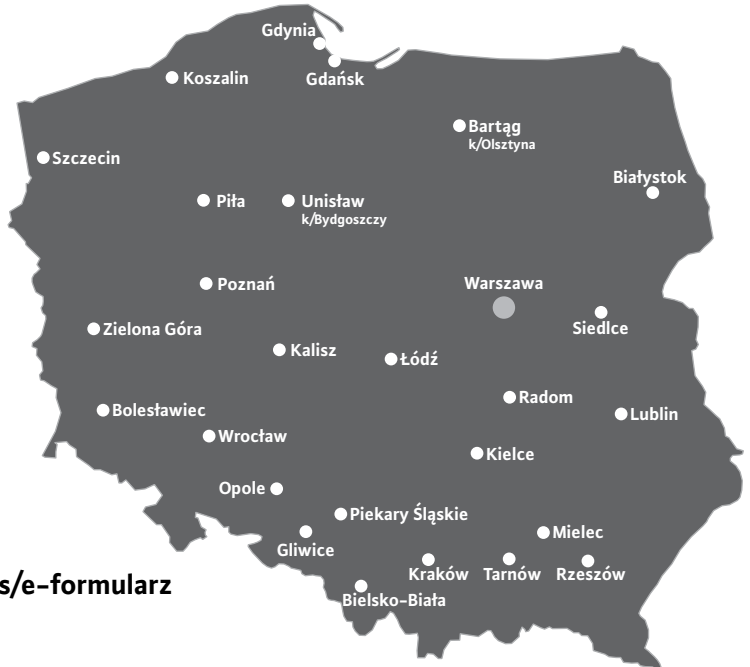 Gdynia
Gdańsk
Koszalin
Bartąg
k/Olsztyna
Szczecin
Białystok
Piła
Unisław
k/Bydgoszczy
Poznań
Warszawa
Siedlce
Zielona Góra
Kalisz
Łódź
Radom
Bolesławiec
Lublin
Wrocław
Kielce
Opole
Piekary Śląskie
Mielec
Gliwice
Kraków
Tarnów
Rzeszów
s/e-formularz
Bielsko-Biała